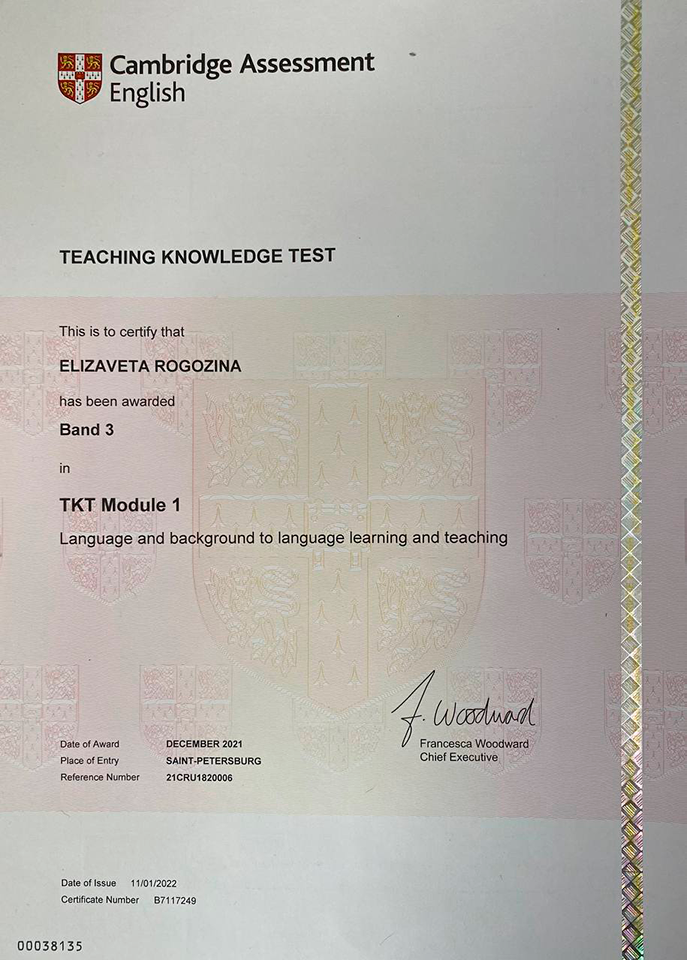 Cambridge Assessment
English
TEACHING KNOWLEDGE TEST
This is to certify that
ELIZAVETA ROGOZINA
has been awarded
Band 3
in
TKT Module 1
Language and background to language learning and teaching
F. Woodward
Date of Award DECEMBER 2021
Francesca Woodward
Place of Entry SAINT-PETERSBURG
Chief Executive
Reference Number 21CRU1820006
Date of Issue 11/01/2022
Certificate Number B7117249
00038135